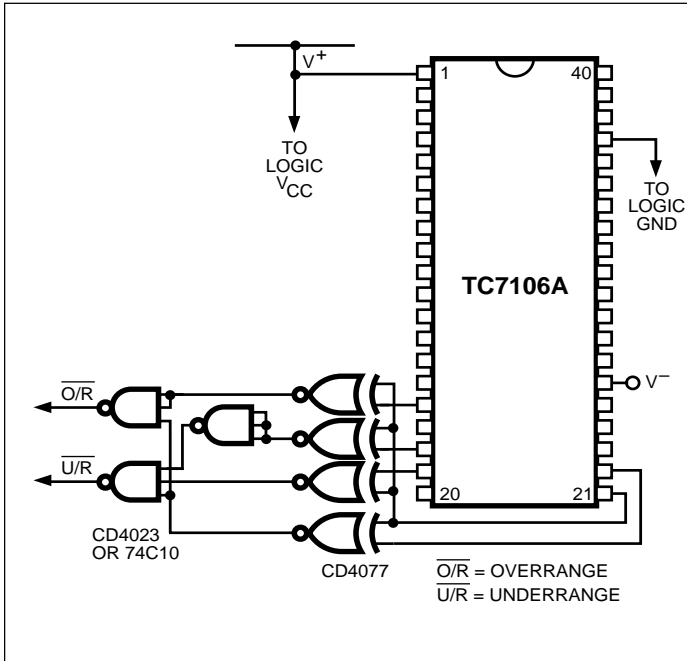 V+
1 40
TO
LOGIC
VCC
TO
LOGIC
GND
TC7106A
O/R
V−
U/R
20 21
CD4023
OR 74C10
CD4077
O/R = OVERRANGE
U/R = UNDERRANGE